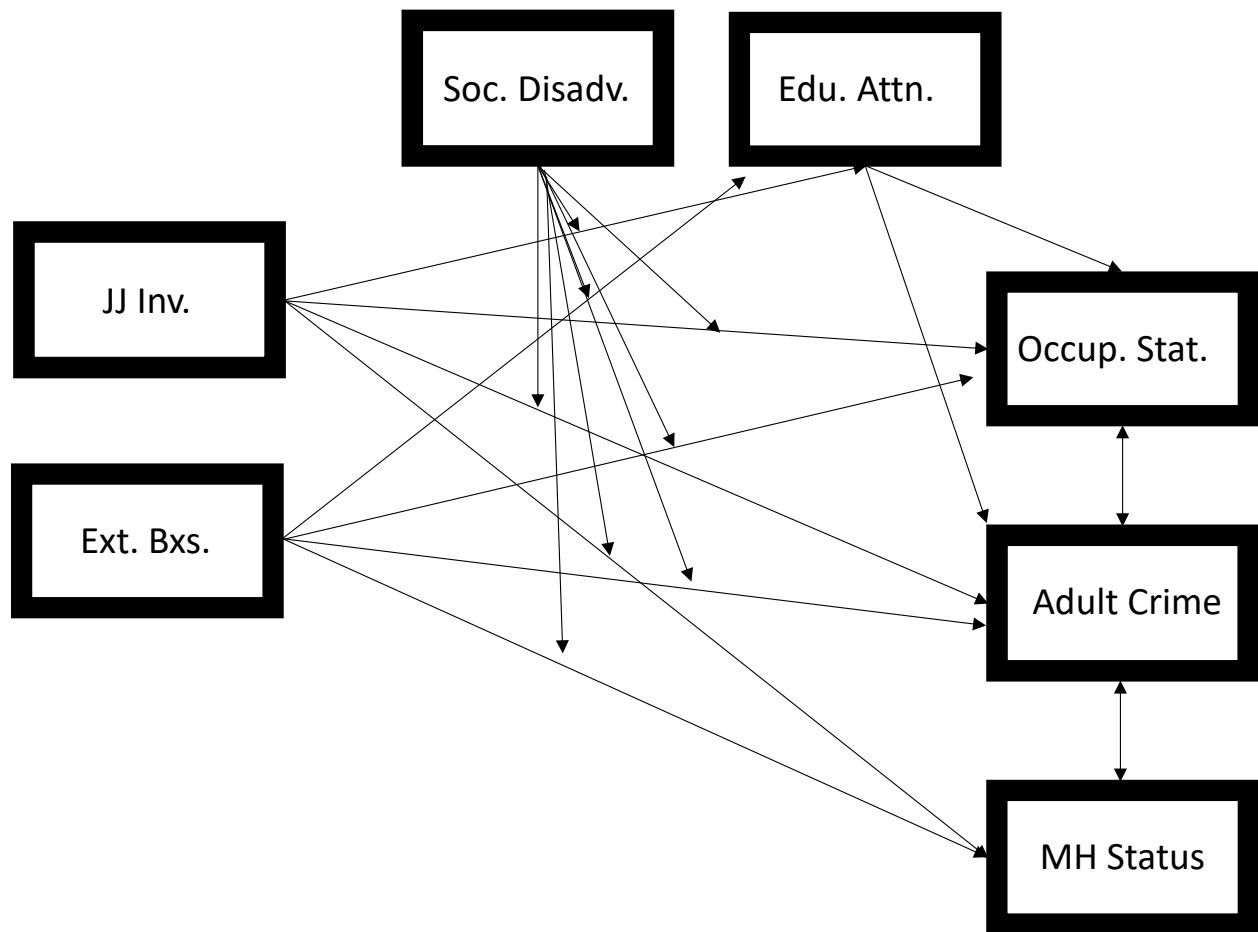 Soc. Disadv.
Edu. Attn.
JJ Inv.
Occup. Stat.
Ext. Bxs.
Adult Crime
MH Status